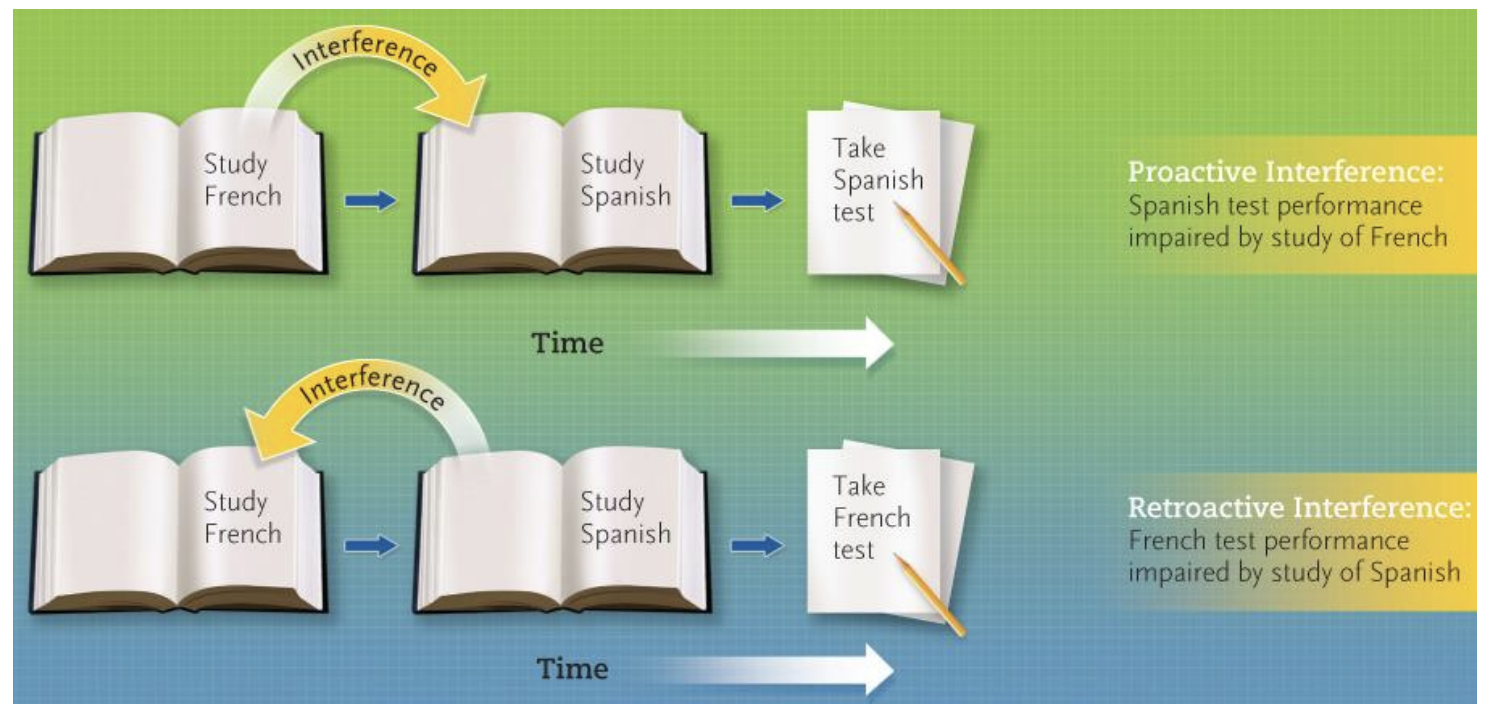 Interference
Study
French
Study
Spanish
Take
Spanish
test
Proactive Interference:
Spanish test performance
impaired by study of French
Time
Interference
Study
French
Study
Spanish
Take
French
test
Retroactive Interference:
French test performance
impaired by study of Spanish
Time